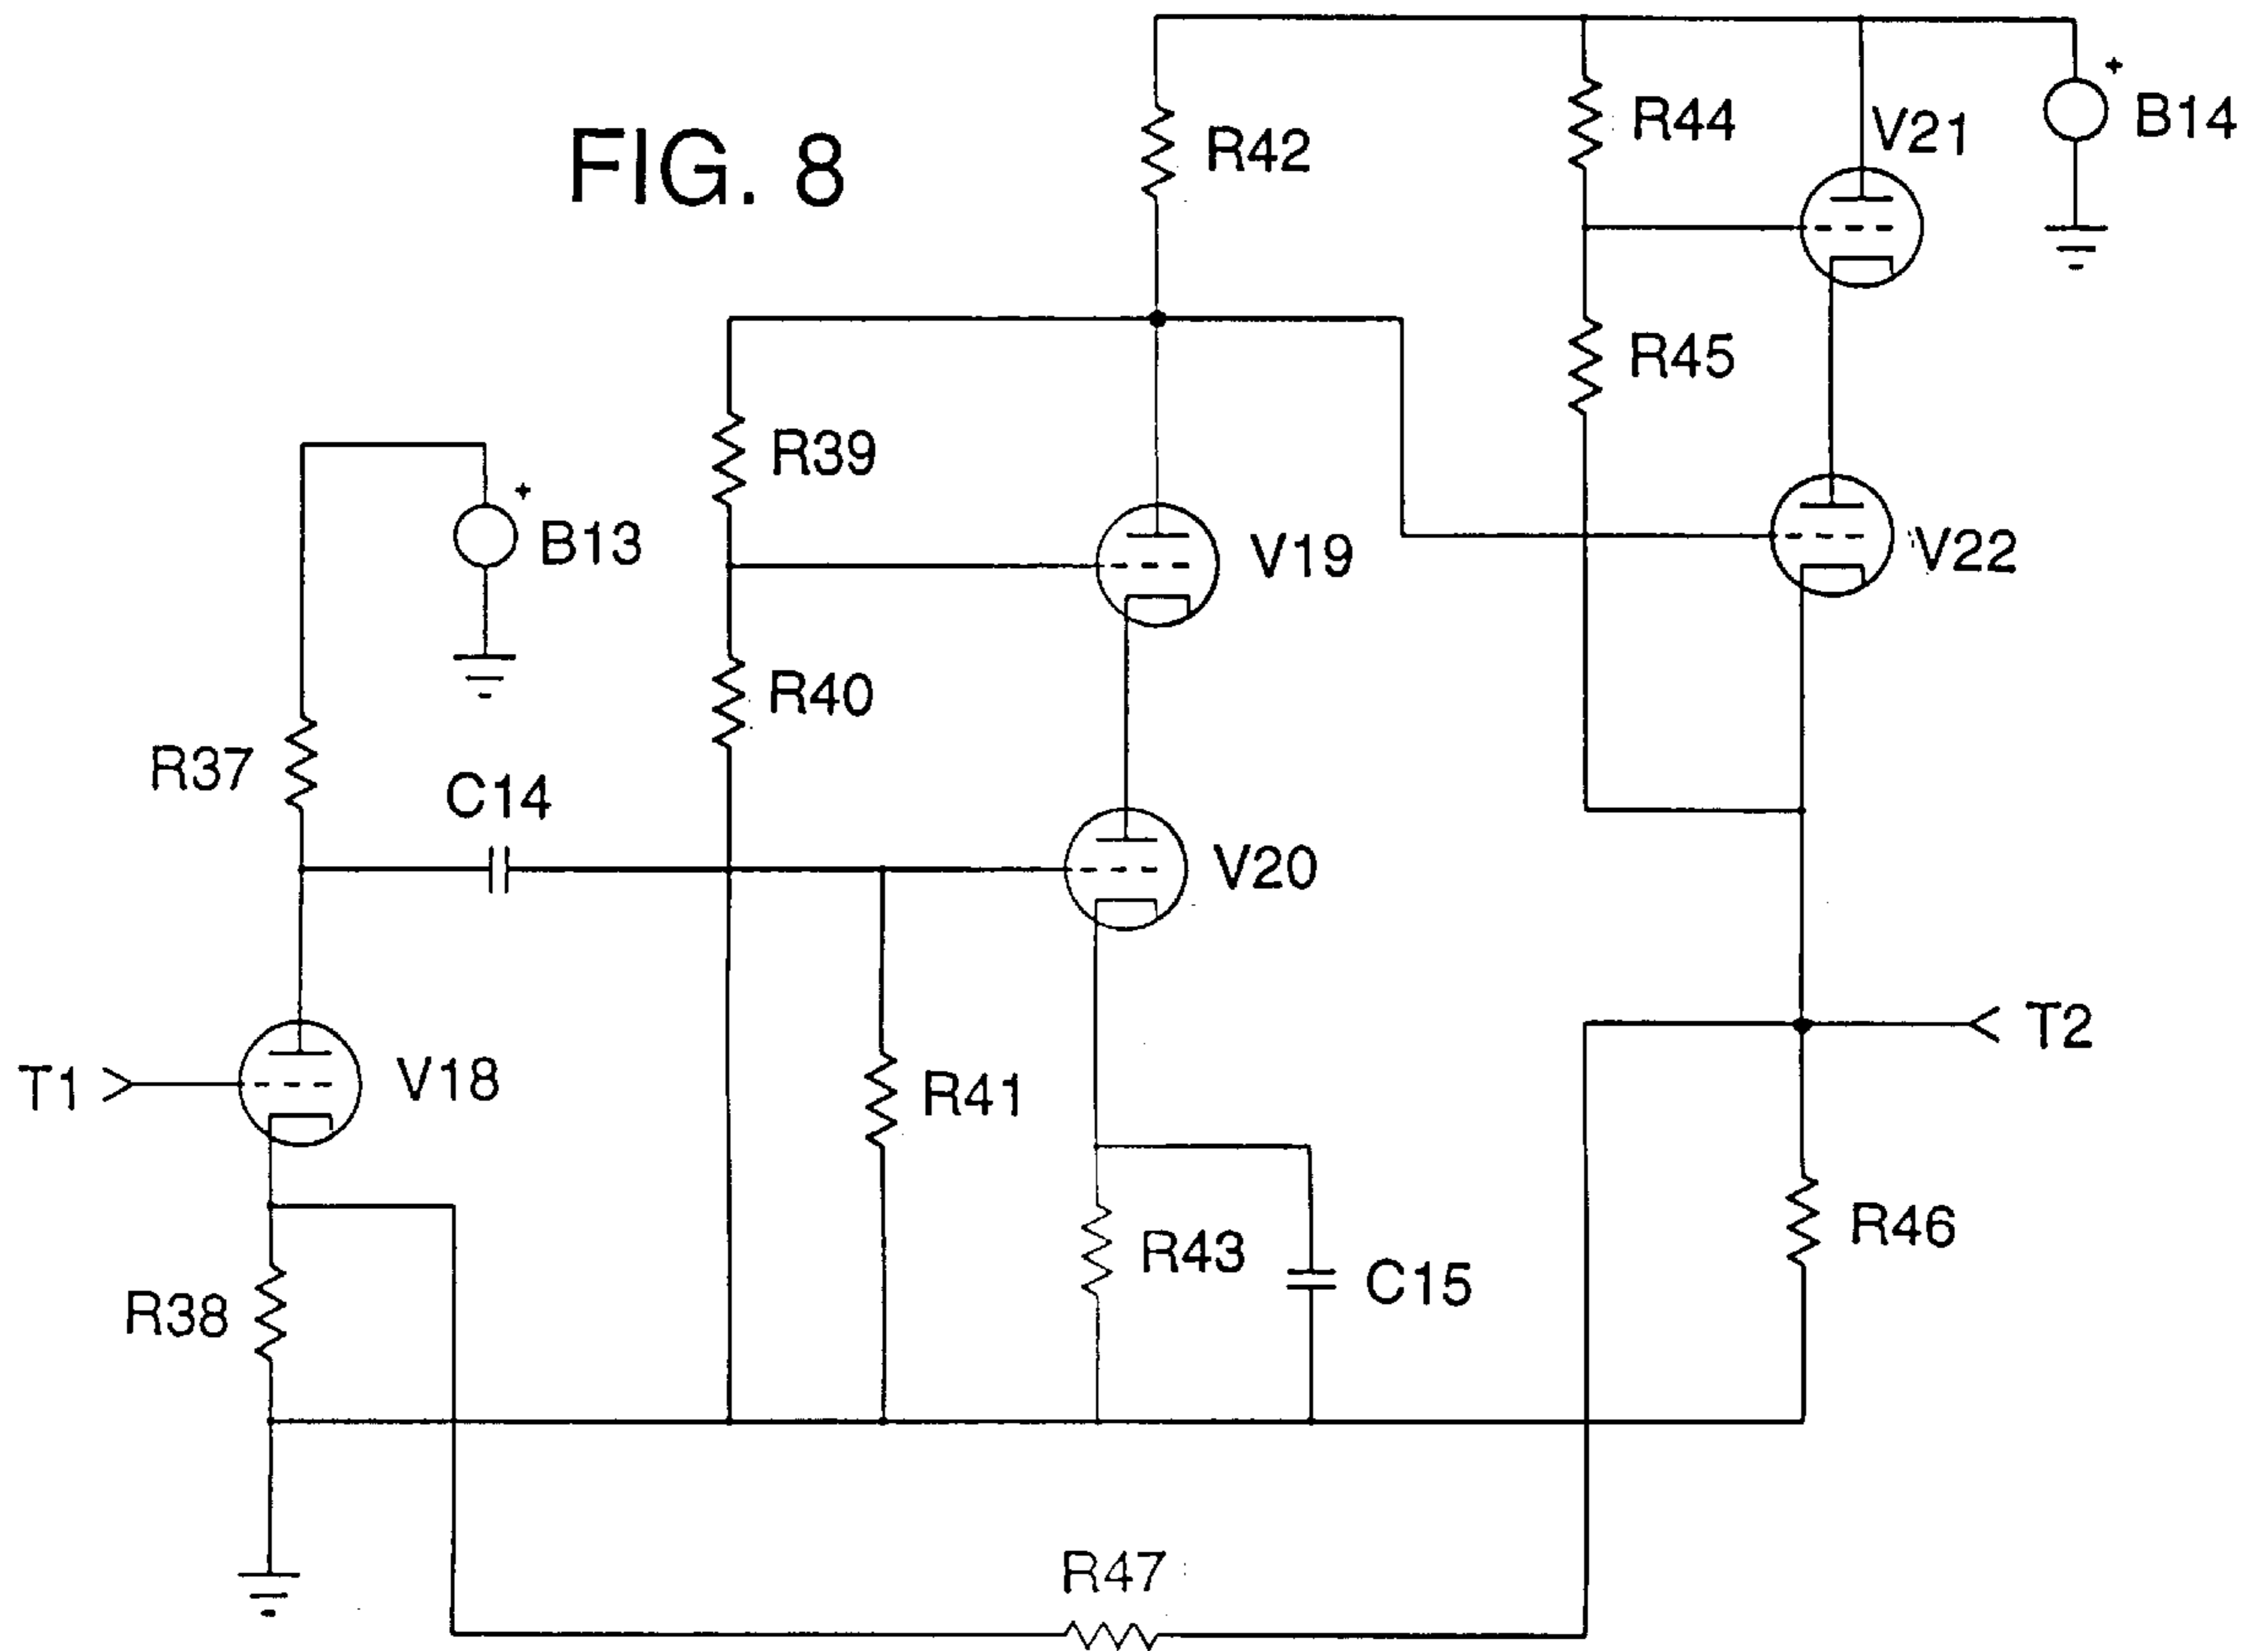 FIG. 8
R42
R44
V21
+
B14
R39
V19
R45
V22
+
B13
R40
R37
C14
V20
T1
V18
R41
T2
R43
C15
R46
R38
R47